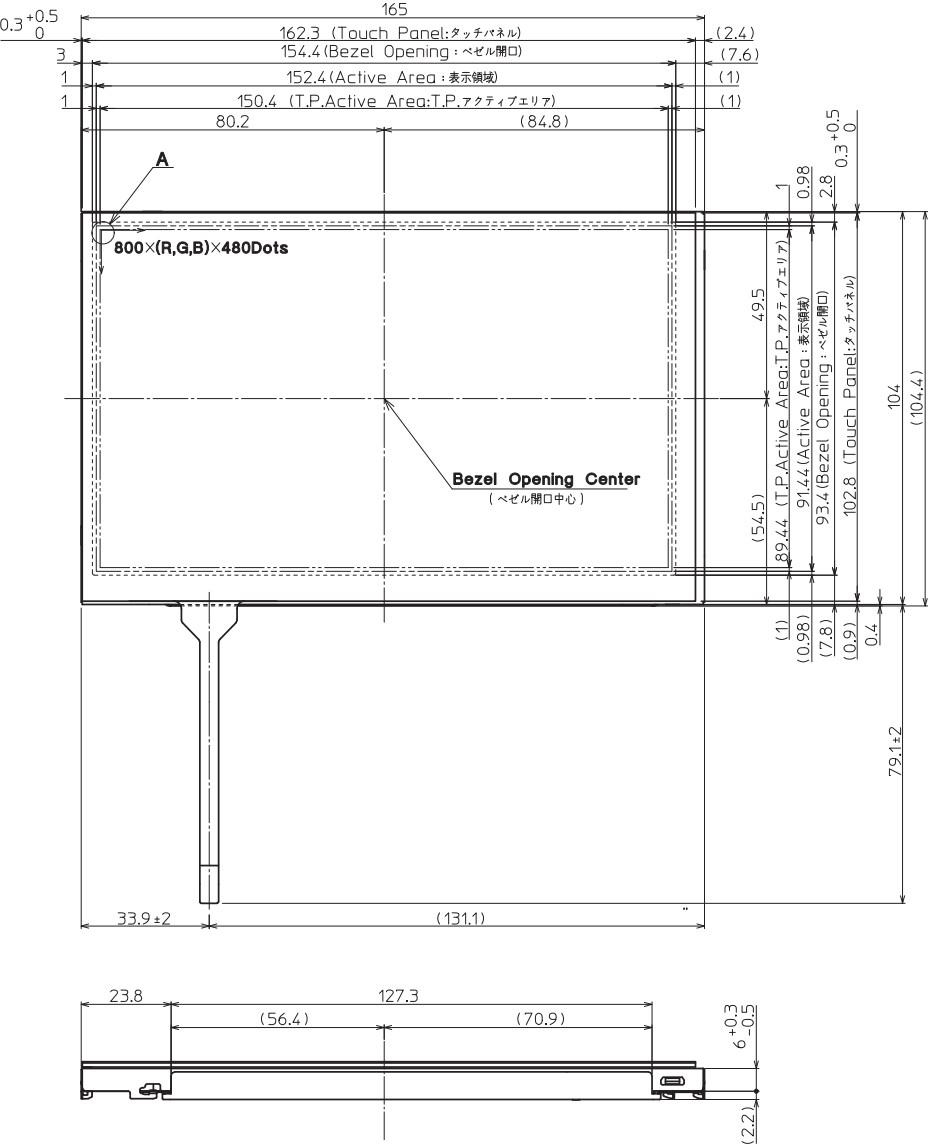 165
0.3 +0.5 0
162.3 (Touch Panel:タッチパネル)
(2.4)
3
154.4(Bezel Opening:ベゼル開口)
(7.6)
1
152.4(Active Area:表示領域)
(1)
1
150.4 (T.P.Active Area:T.P.アクティブエリア)
(1)
80.2
(84.8)
A
1
0.98
2.8
0.3 +0.5 0
800×(R,G,B)×480Dots
49.5
(54.5)
89.44 (T.P.Active Area:T.P.アクティブエリア)
91.44(Active Area:表示領域)
93.4(Bezel Opening:ベゼル開口)
102.8 (Touch Panel:タッチパネル)
104
(104.4)
Bezel Opening Center
(ベゼル開口中心)
(1)
(0.98)
(7.8)
(0.9)
0.4
79.1±2
33.9±2
(131.1)
23.8
127.3
(56.4)
(70.9)
6 +0.3 -0.5
(2.2)